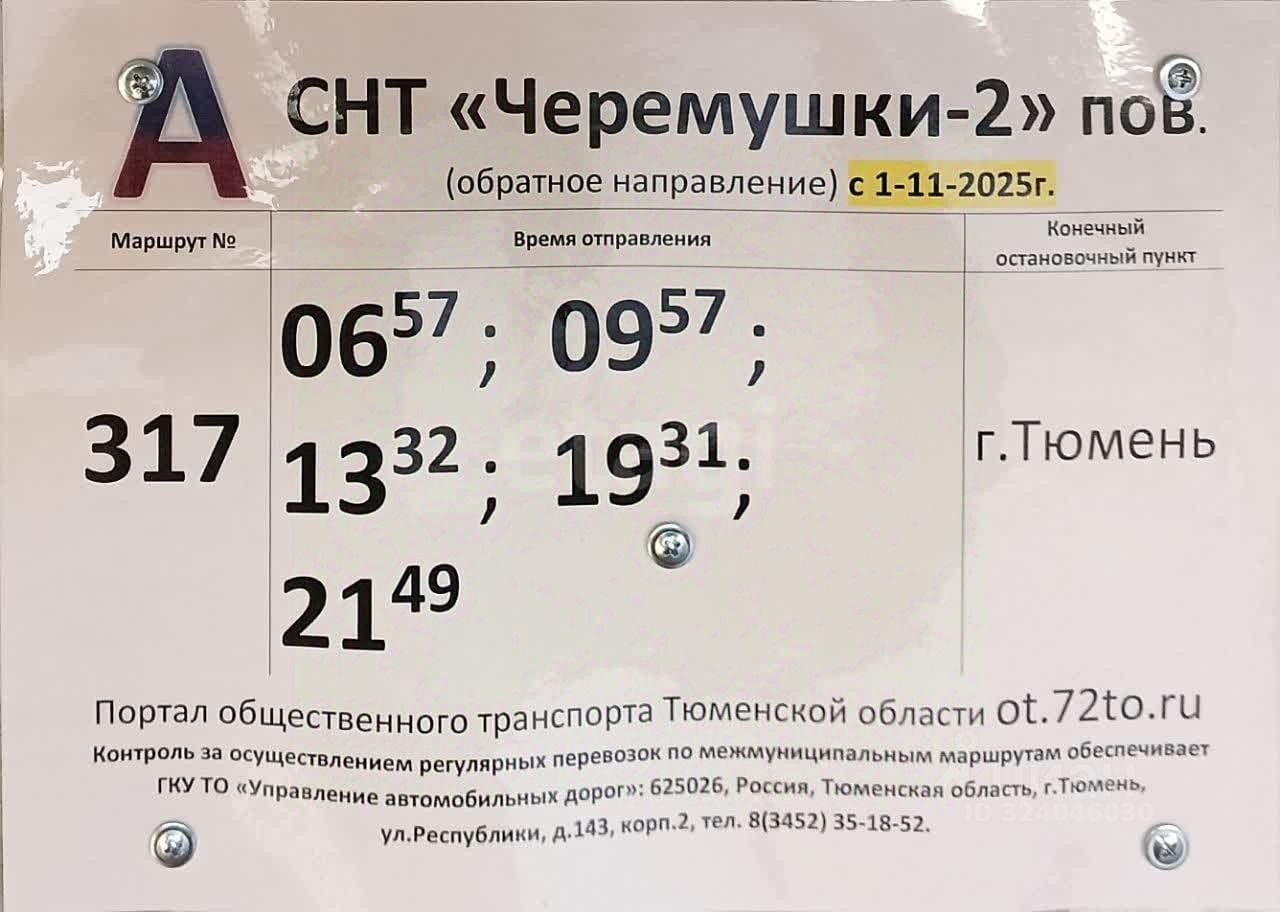 А СНТ «Черемушки-2» пов.
(обратное направление) с 1-11-2025г.
Маршрут № Время отправления Конечный остановочный пункт
06⁵⁷ ; 09⁵⁷ ;
317 13³² ; 19³¹; г.Тюмень
21⁴⁹
Портал общественного транспорта Тюменской области ot.72to.ru
Контроль за осуществлением регулярных перевозок по межмуниципальным маршрутам обеспечивает
ГКУ ТО «Управление автомобильных дорог»: 625026, Россия, Тюменская область, г.Тюмень,
ул.Республики, д.143, корп.2, тел. 8(3452) 35-18-52.